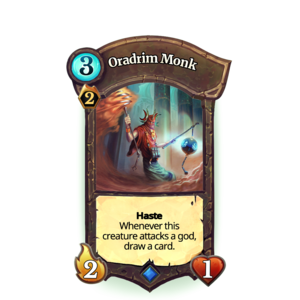 3
Oradrim Monk
2
Haste
Whenever this
creature attacks a god,
draw a card.
2
1